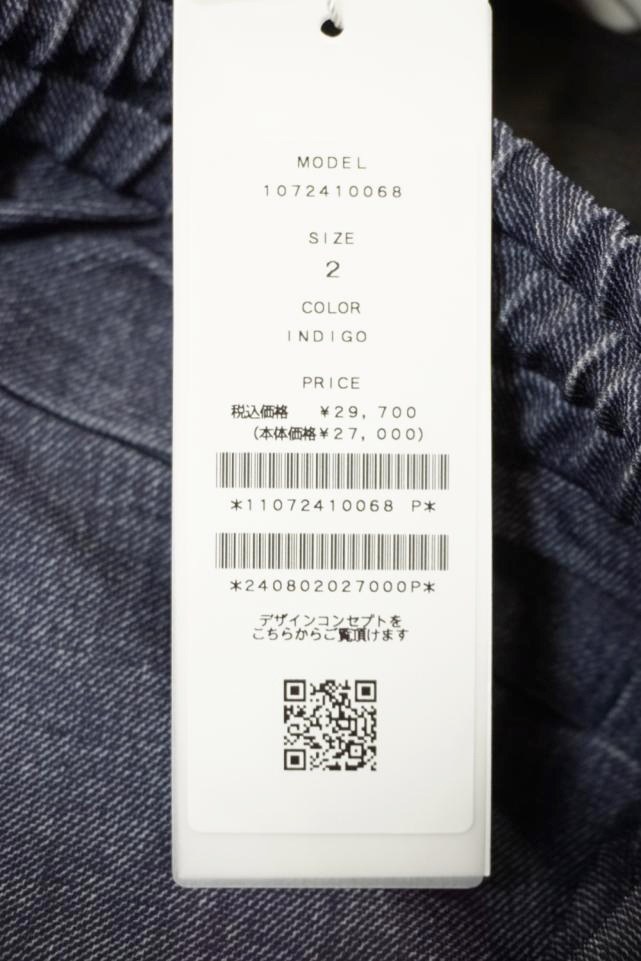 MODEL
1072410068
SIZE
2
COLOR
INDIGO
PRICE
税込価格 ¥29,700
(本体価格¥27,000)
*11072410068 P*
*240802027000P*
デザインコンセプトを
こちらからご覧頂けます